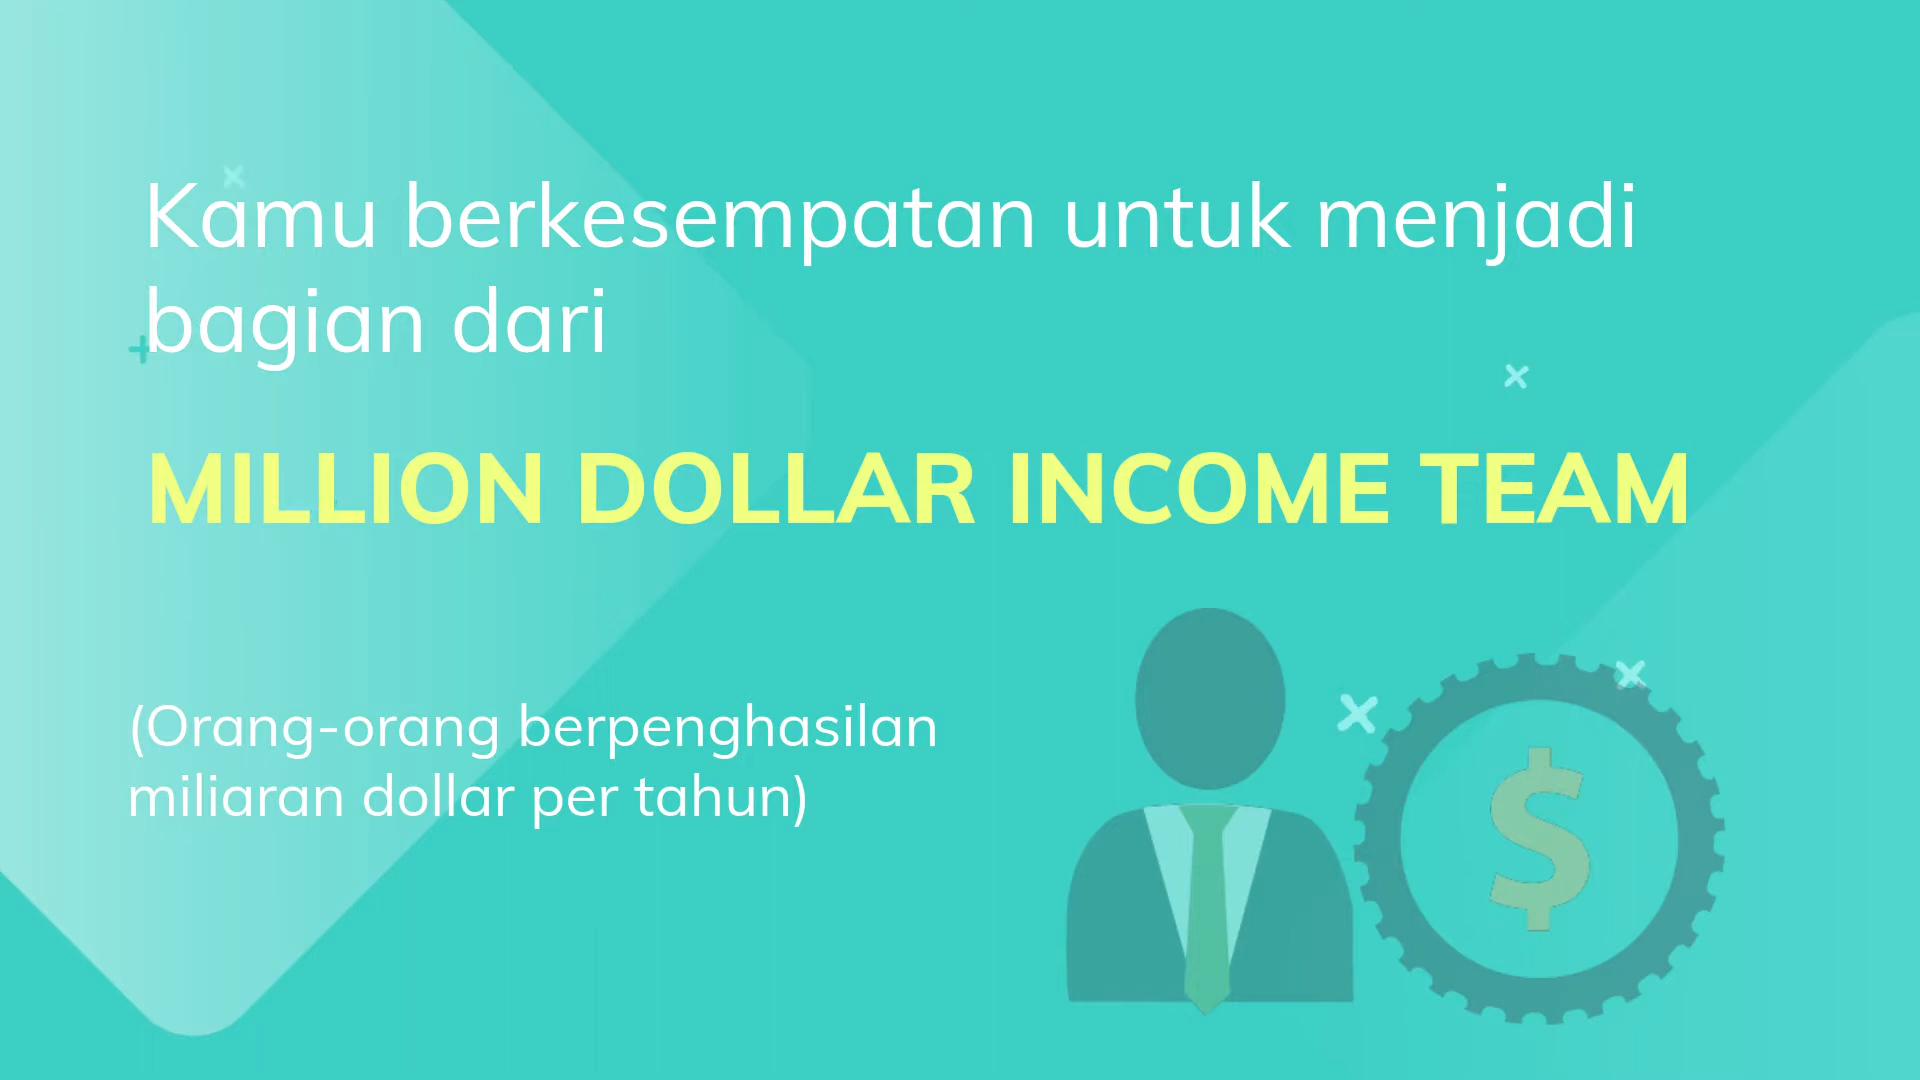 Kamu berkesempatan untuk menjadi
bagian dari
MILLION DOLLAR INCOME TEAM
(Orang-orang berpenghasilan
miliaran dollar per tahun)
$